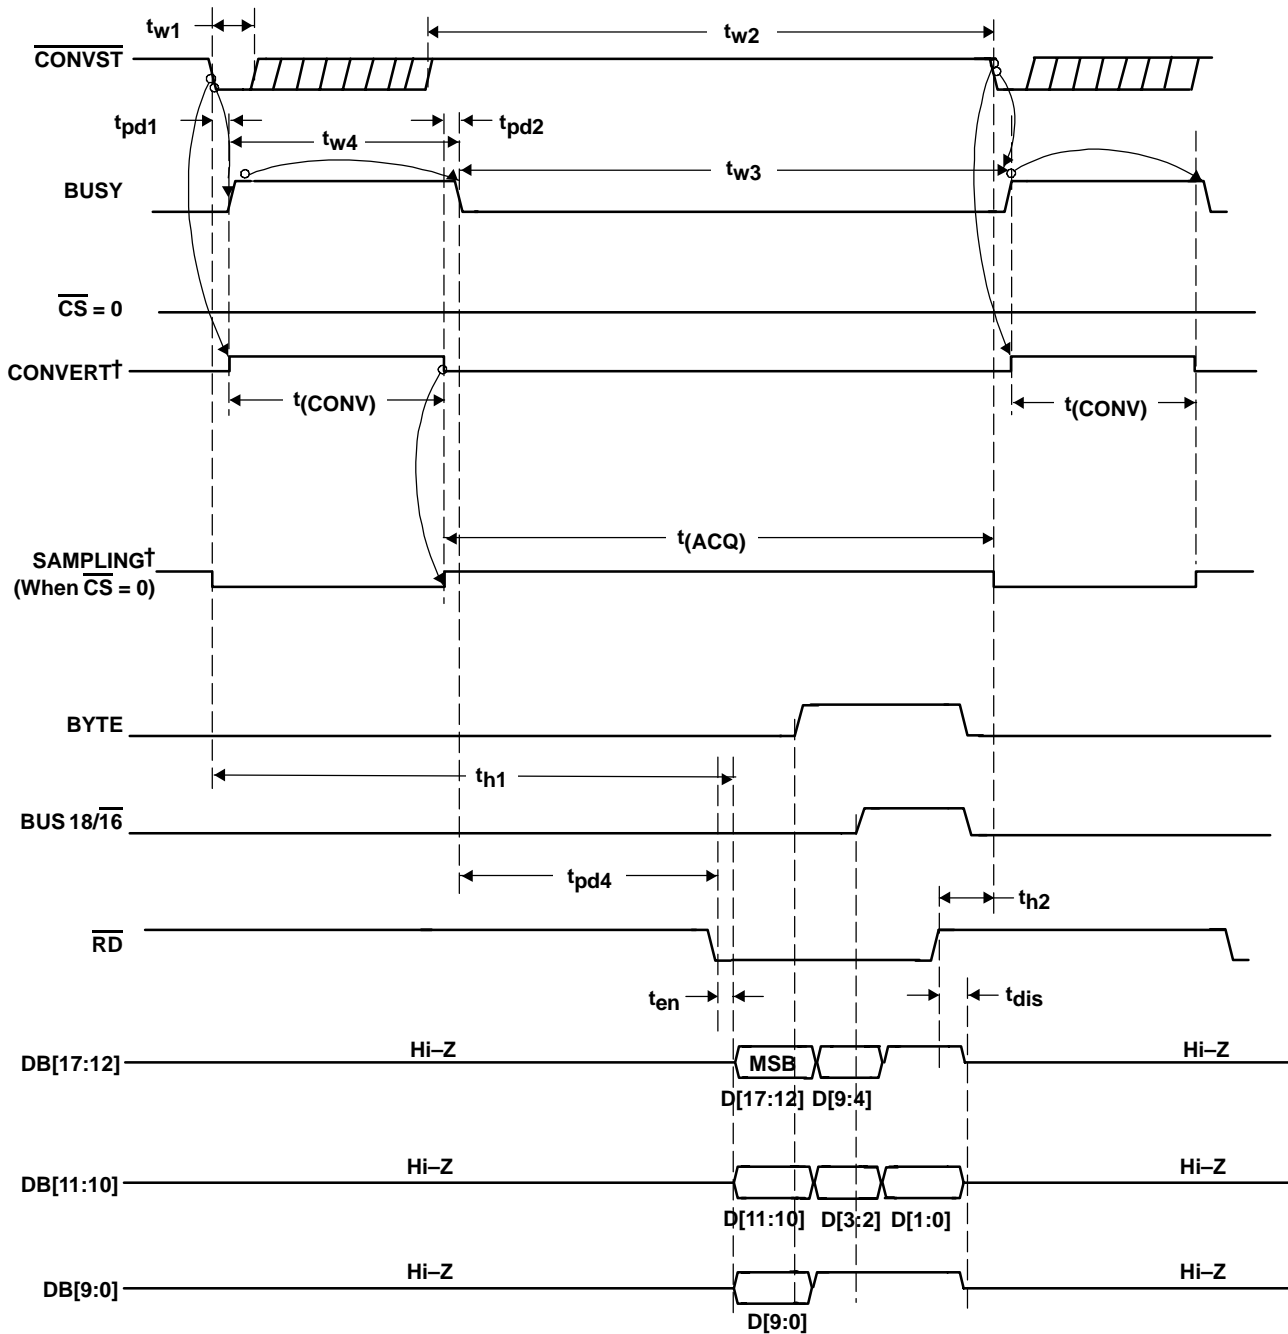 tw1
tw2
CONVST
tpd1
tw4
tpd2
tw3
BUSY
CS = 0
CONVERT†
t(CONV)
t(CONV)
t(ACQ)
SAMPLING†
(When CS = 0)
BYTE
th1
BUS 18/16
tpd4
th2
RD
ten
tdis
Hi–Z
Hi–Z
DB[17:12]
MSB
D[17:12]
D[9:4]
Hi–Z
Hi–Z
DB[11:10]
D[11:10]
D[3:2]
D[1:0]
Hi–Z
Hi–Z
DB[9:0]
D[9:0]